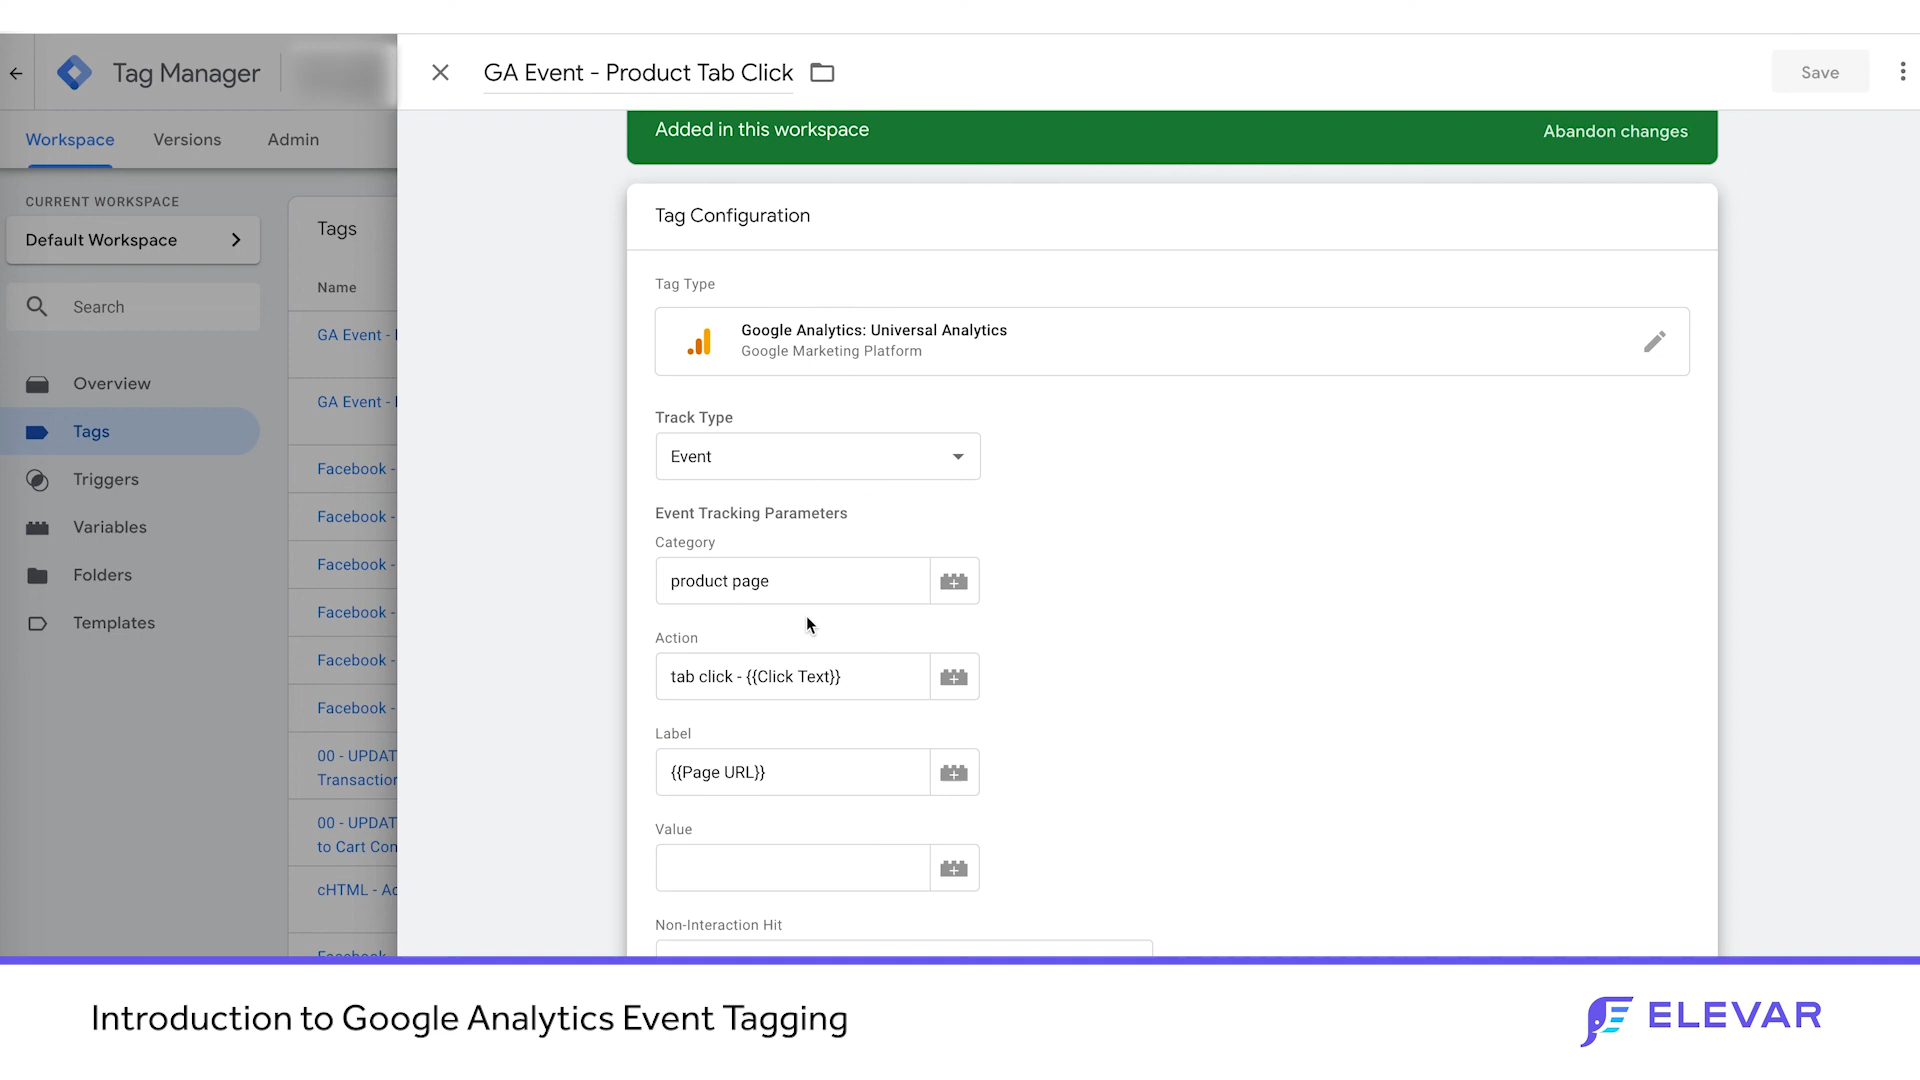 Tag Manager
GA Event - Product Tab Click
Save
Workspace
Versions
Admin
Added in this workspace
Abandon changes
CURRENT WORKSPACE
Default Workspace
Search
Overview
Tags
Triggers
Variables
Folders
Templates
Tags
Name
GA Event -
GA Event -
Facebook -
Facebook -
Facebook -
Facebook -
Facebook -
Facebook -
00 - UPDAT
Transaction
00 - UPDAT
to Cart Con
cHTML - Ac
Facebook
Tag Configuration
Tag Type
Google Analytics: Universal Analytics
Google Marketing Platform
Track Type
Event
Event Tracking Parameters
Category
product page
Action
tab click - {{Click Text}}
Label
{{Page URL}}
Value
Non-Interaction Hit
Introduction to Google Analytics Event Tagging
ELEVAR